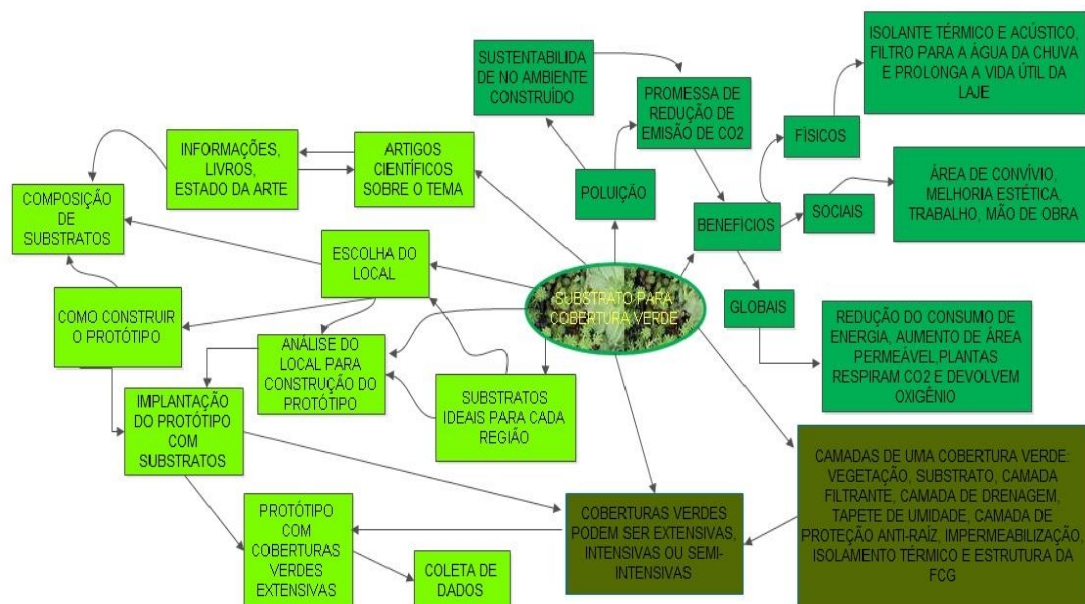 ISOLANTE TÉRMICO E ACÚSTICO,
FILTRO PARA A ÁGUA DA CHUVA
E PROLONGA A VIDA ÚTIL DA
LAJE
SUSTENTABILIDA
DE NO AMBIENTE
CONSTRUÍDO
PROMESSA DE
REDUÇÃO DE
EMISSÃO DE CO2
FÌSICOS
INFORMAÇÕES,
LIVROS,
ESTADO DA ARTE
ARTIGOS
CIENTÍFICOS
SOBRE O TEMA
POLUIÇÃO
ÁREA DE CONVÍVIO,
MELHORIA ESTÉTICA,
TRABALHO, MÃO DE OBRA
COMPOSIÇÃO
DE
SUBSTRATOS
BENEFÍCIOS
SOCIAIS
ESCOLHA DO
LOCAL
SUBSTRATO PARA
COBERTURA VERDE
GLOBAIS
COMO CONSTRUIR
O PROTÓTIPO
REDUÇÃO DO CONSUMO DE
ENERGIA, AUMENTO DE ÁREA
PERMEÁVEL,PLANTAS
RESPIRAM CO2 E DEVOLVEM
OXIGÊNIO
ANÁLISE DO
LOCAL PARA
CONSTRUÇÃO DO
PROTÓTIPO
SUBSTRATOS
IDEAIS PARA CADA
REGIÃO
IMPLANTAÇÃO
DO PROTÓTIPO
COM
SUBSTRATOS
CAMADAS DE UMA COBERTURA VERDE:
VEGETAÇÃO, SUBSTRATO, CAMADA
FILTRANTE, CAMADA DE DRENAGEM,
TAPETE DE UMIDADE, CAMADA DE
PROTEÇÃO ANTI-RAÍZ, IMPERMEABILIZAÇÃO,
ISOLAMENTO TÉRMICO E ESTRUTURA DA
FCG
PROTÓTIPO
COM
COBERTURAS
VERDES
EXTENSIVAS
COBERTURAS VERDES
PODEM SER EXTENSIVAS,
INTENSIVAS OU SEMI-
INTENSIVAS
COLETA DE
DADOS